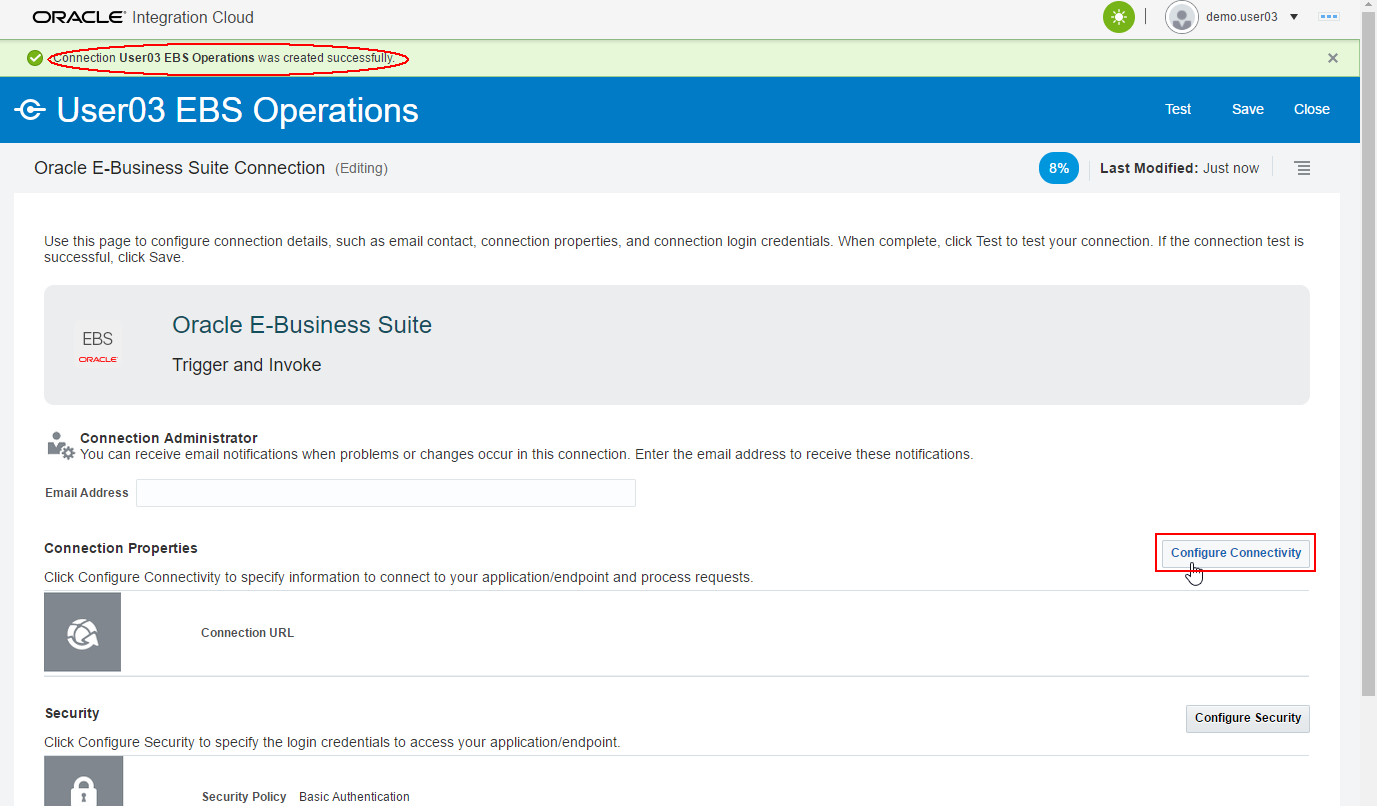 ORACLE Integration Cloud
demo.user03
Connection User03 EBS Operations was created successfully.
User03 EBS Operations
Test Save Close
Oracle E-Business Suite Connection (Editing)
8%
Last Modified: Just now
Use this page to configure connection details, such as email contact, connection properties, and connection login credentials. When complete, click Test to test your connection. If the connection test is
successful, click Save.
EBS
ORACLE
Oracle E-Business Suite
Trigger and Invoke
Connection Administrator
You can receive email notifications when problems or changes occur in this connection. Enter the email address to receive these notifications.
Email Address
Connection Properties
Configure Connectivity
Click Configure Connectivity to specify information to connect to your application/endpoint and process requests.
Connection URL
Security
Configure Security
Click Configure Security to specify the login credentials to access your application/endpoint.
Security Policy Basic Authentication